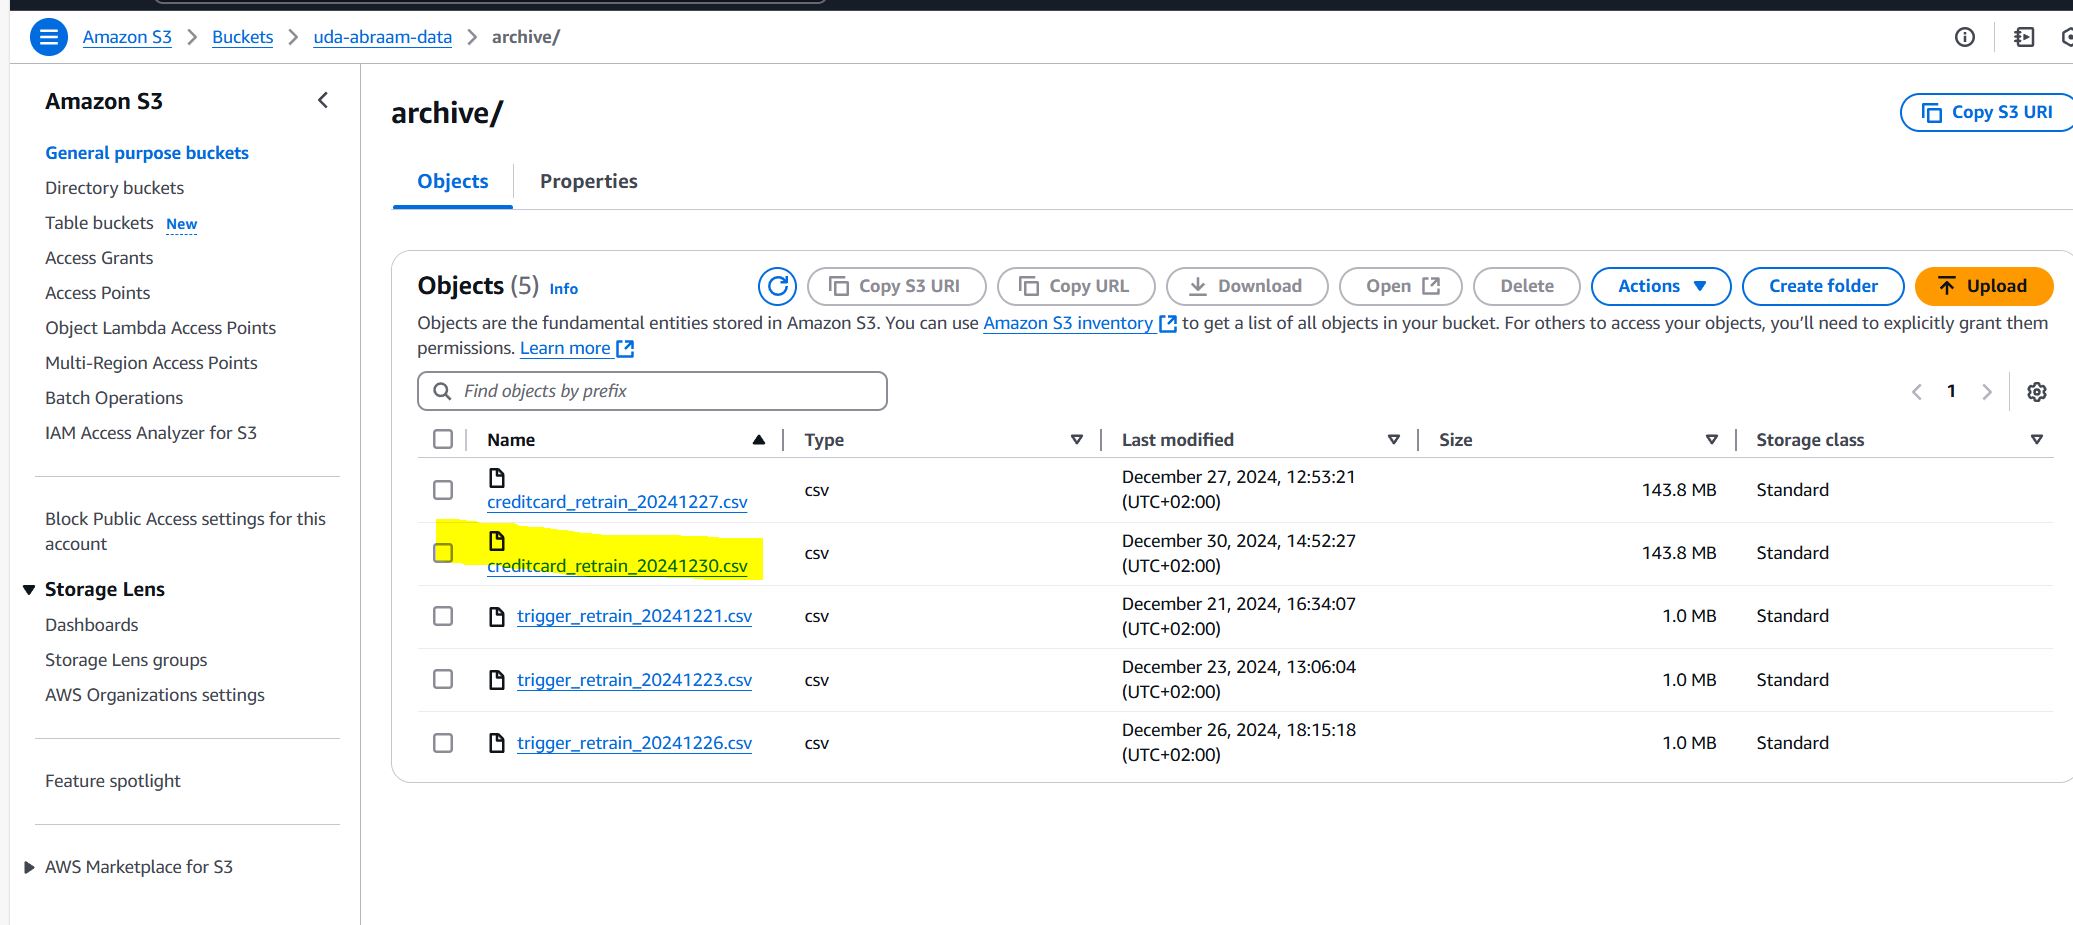 Amazon S3 > Buckets > uda-abraam-data > archive/
Amazon S3
General purpose buckets
Directory buckets
Table buckets New
Access Grants
Access Points
Object Lambda Access Points
Multi-Region Access Points
Batch Operations
IAM Access Analyzer for S3
Block Public Access settings for this
account
Storage Lens
Dashboards
Storage Lens groups
AWS Organizations settings
Feature spotlight
AWS Marketplace for S3
archive/
Copy S3 URI
Objects Properties
Objects (5) Info
Copy S3 URI Copy URL Download Open Delete Actions Create folder Upload
Objects are the fundamental entities stored in Amazon S3. You can use Amazon S3 inventory to get a list of all objects in your bucket. For others to access your objects, you'll need to explicitly grant them
permissions. Learn more
Find objects by prefix
1
Name Type Last modified Size Storage class
creditcard_retrain_20241227.csv csv December 27, 2024, 12:53:21
(UTC+02:00) 143.8 MB Standard
creditcard_retrain_20241230.csv csv December 30, 2024, 14:52:27
(UTC+02:00) 143.8 MB Standard
trigger_retrain_20241221.csv csv December 21, 2024, 16:34:07
(UTC+02:00) 1.0 MB Standard
trigger_retrain_20241223.csv csv December 23, 2024, 13:06:04
(UTC+02:00) 1.0 MB Standard
trigger_retrain_20241226.csv csv December 26, 2024, 18:15:18
(UTC+02:00) 1.0 MB Standard